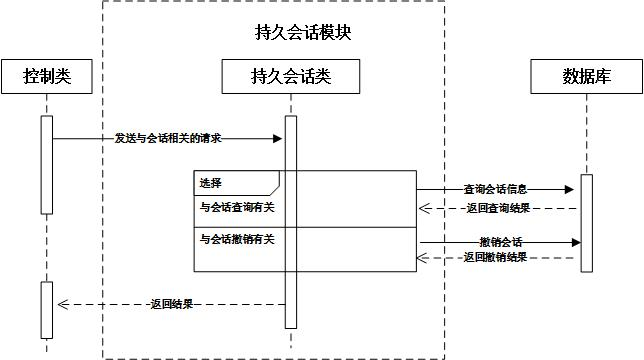 持久会话模块
控制类
持久会话类
数据库
发送与会话相关的请求
选择
查询会话信息
与会话查询有关
返回查询结果
与会话撤销有关
撤销会话
返回撤销结果
返回结果